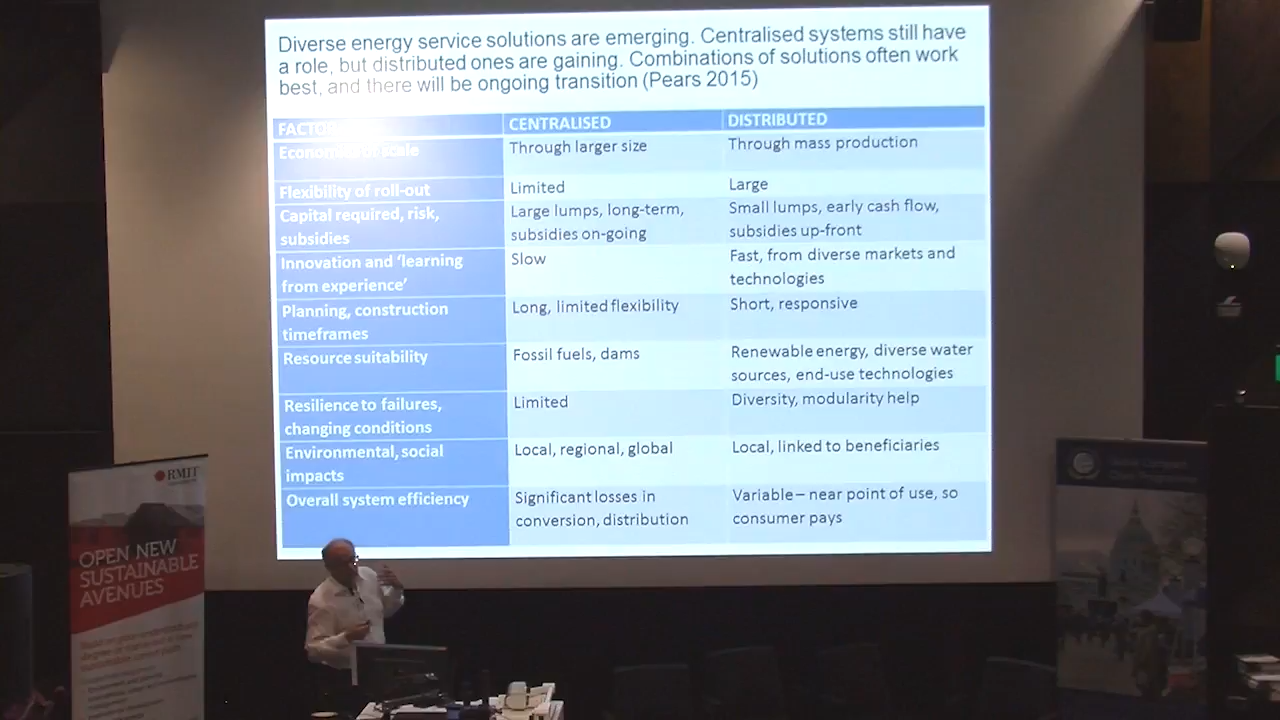 Diverse energy service solutions are emerging. Centralised systems still have
a role, but distributed ones are gaining. Combinations of solutions often work
best, and there will be ongoing transition (Pears 2015)
CENTRALISED
DISTRIBUTED
scale
Through larger size
Through mass production
Flexibility of roll-out
Limited
Large
Capital required, risk,
subsidies
Large lumps, long-term,
subsidies on-going
Small lumps, early cash flow,
subsidies up-front
Innovation and ‘learning
from experience’
Slow
Fast, from diverse markets and
technologies
Planning, construction
timeframes
Long, limited flexibility
Short, responsive
Resource suitability
Fossil fuels, dams
Renewable energy, diverse water
sources, end-use technologies
Resilience to failures,
changing conditions
Limited
Diversity, modularity help
Environmental, social
impacts
Local, regional, global
Local, linked to beneficiaries
Overall system efficiency
Significant losses in
conversion, distribution
Variable – near point of use, so
consumer pays
RMIT
OPEN NEW
SUSTAINABLE
AVENUES